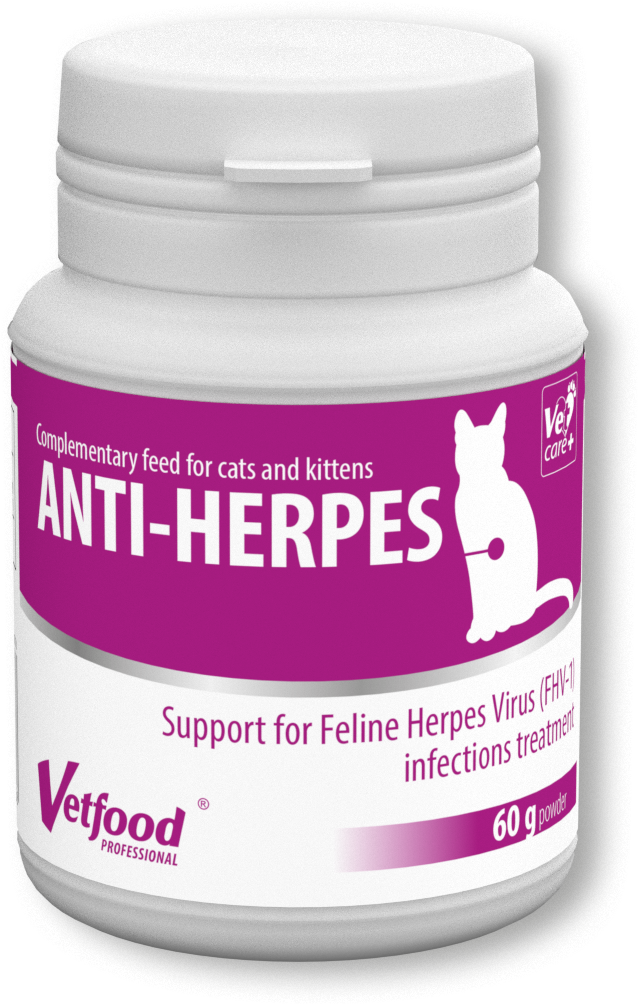 Complementary feed for cats and kittens
ANTI-HERPES
Vet
care+
Support for Feline Herpes Virus (FHV-1)
infections treatment
Vetfood®
PROFESSIONAL
60 g powder